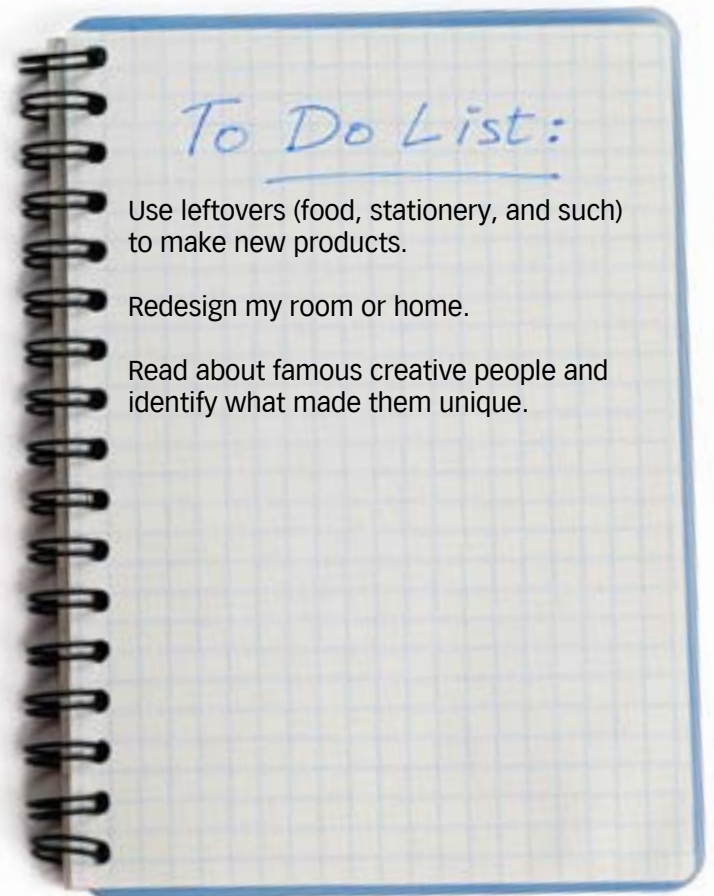 To Do List:
Use leftovers (food, stationery, and such)
to make new products.
Redesign my room or home.
Read about famous creative people and
identify what made them unique.